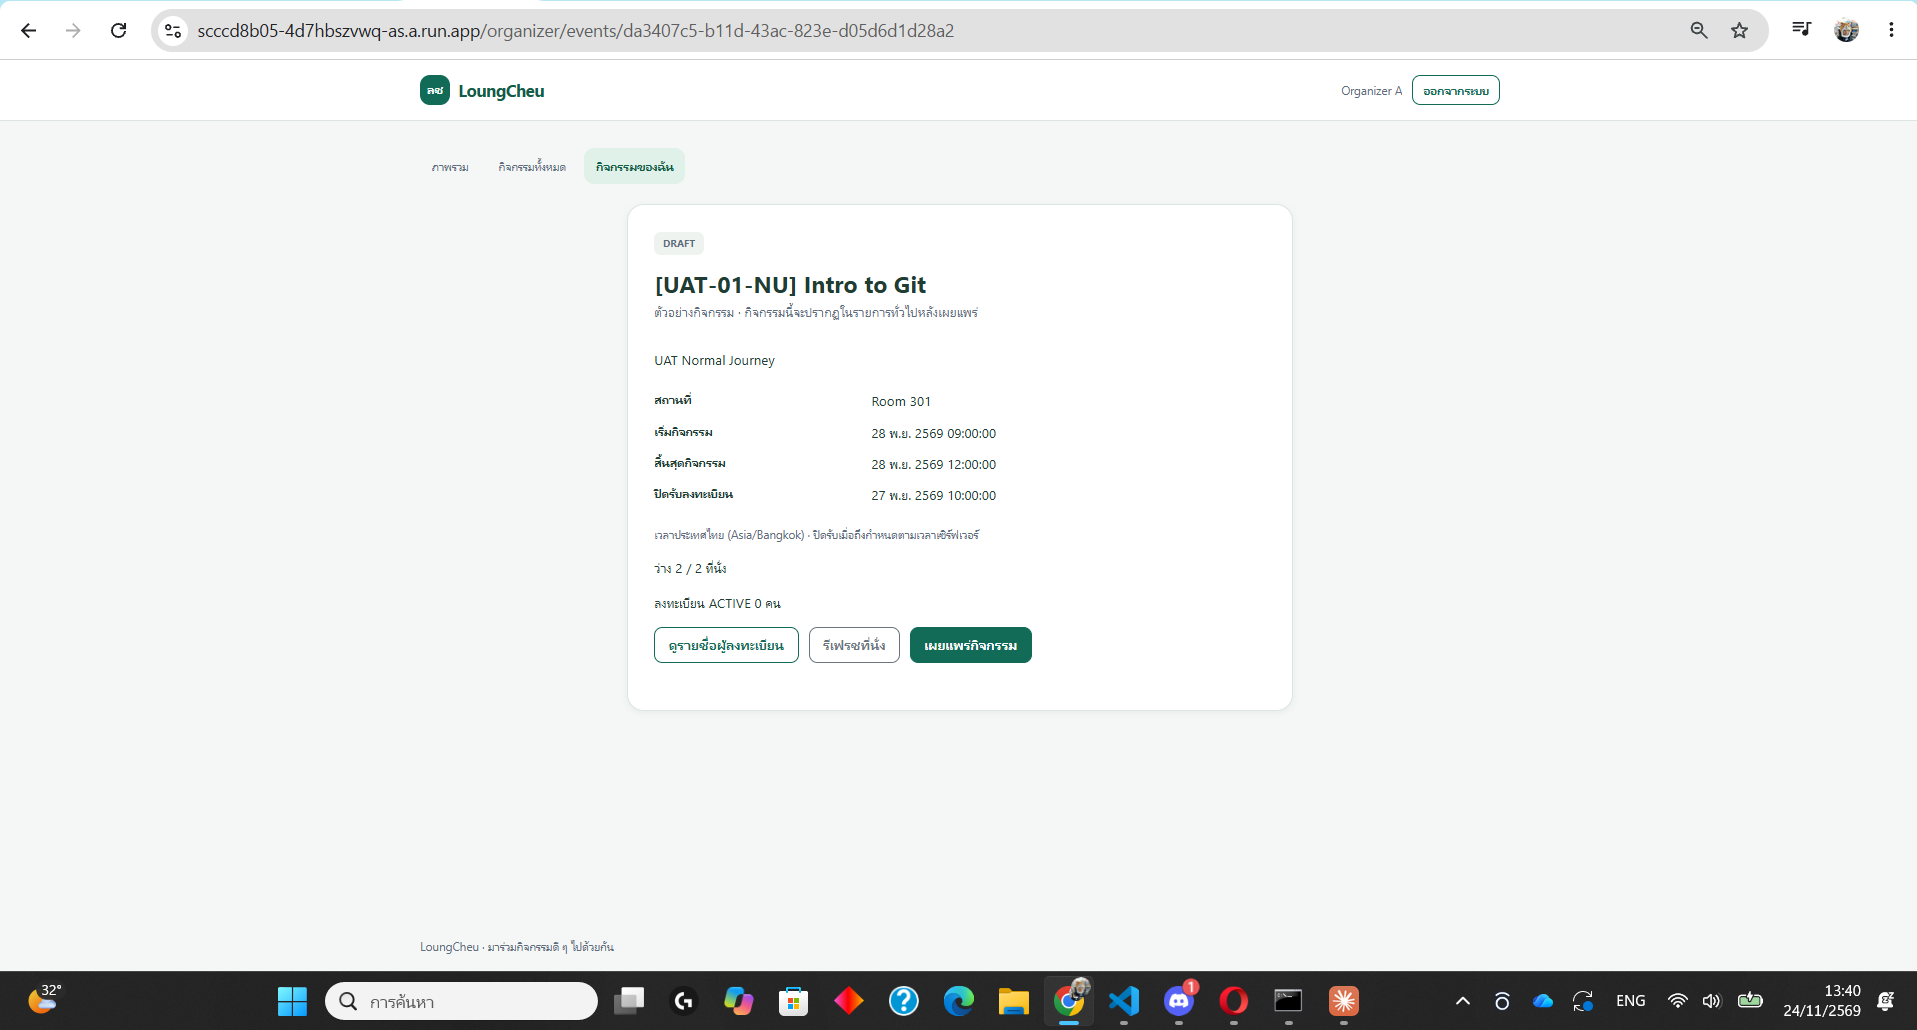 scccd8b05-4d7hbszvwq-as.a.run.app/organizer/events/da3407c5-b11d-43ac-823e-d05d6d1d28a2
ลช LoungCheu
Organizer A ออกจากระบบ
ภาพรวม กิจกรรมทั้งหมด กิจกรรมของฉัน
DRAFT
[UAT-01-NU] Intro to Git
ตัวอย่างกิจกรรม · กิจกรรมนี้จะปรากฏในรายการทั่วไปหลังเผยแพร่
UAT Normal Journey
สถานที่ Room 301
เริ่มกิจกรรม 28 พ.ย. 2569 09:00:00
สิ้นสุดกิจกรรม 28 พ.ย. 2569 12:00:00
ปิดรับลงทะเบียน 27 พ.ย. 2569 10:00:00
เวลาประเทศไทย (Asia/Bangkok) · ปิดรับเมื่อถึงกำหนดตามเวลาเซิร์ฟเวอร์
ว่าง 2 / 2 ที่นั่ง
ลงทะเบียน ACTIVE 0 คน
ดูรายชื่อผู้ลงทะเบียน รีเฟรชที่นั่ง เผยแพร่กิจกรรม
LoungCheu · มาร่วมกิจกรรมดี ๆ ไปด้วยกัน
32°
การค้นหา
1
ENG
13:40
24/11/2569